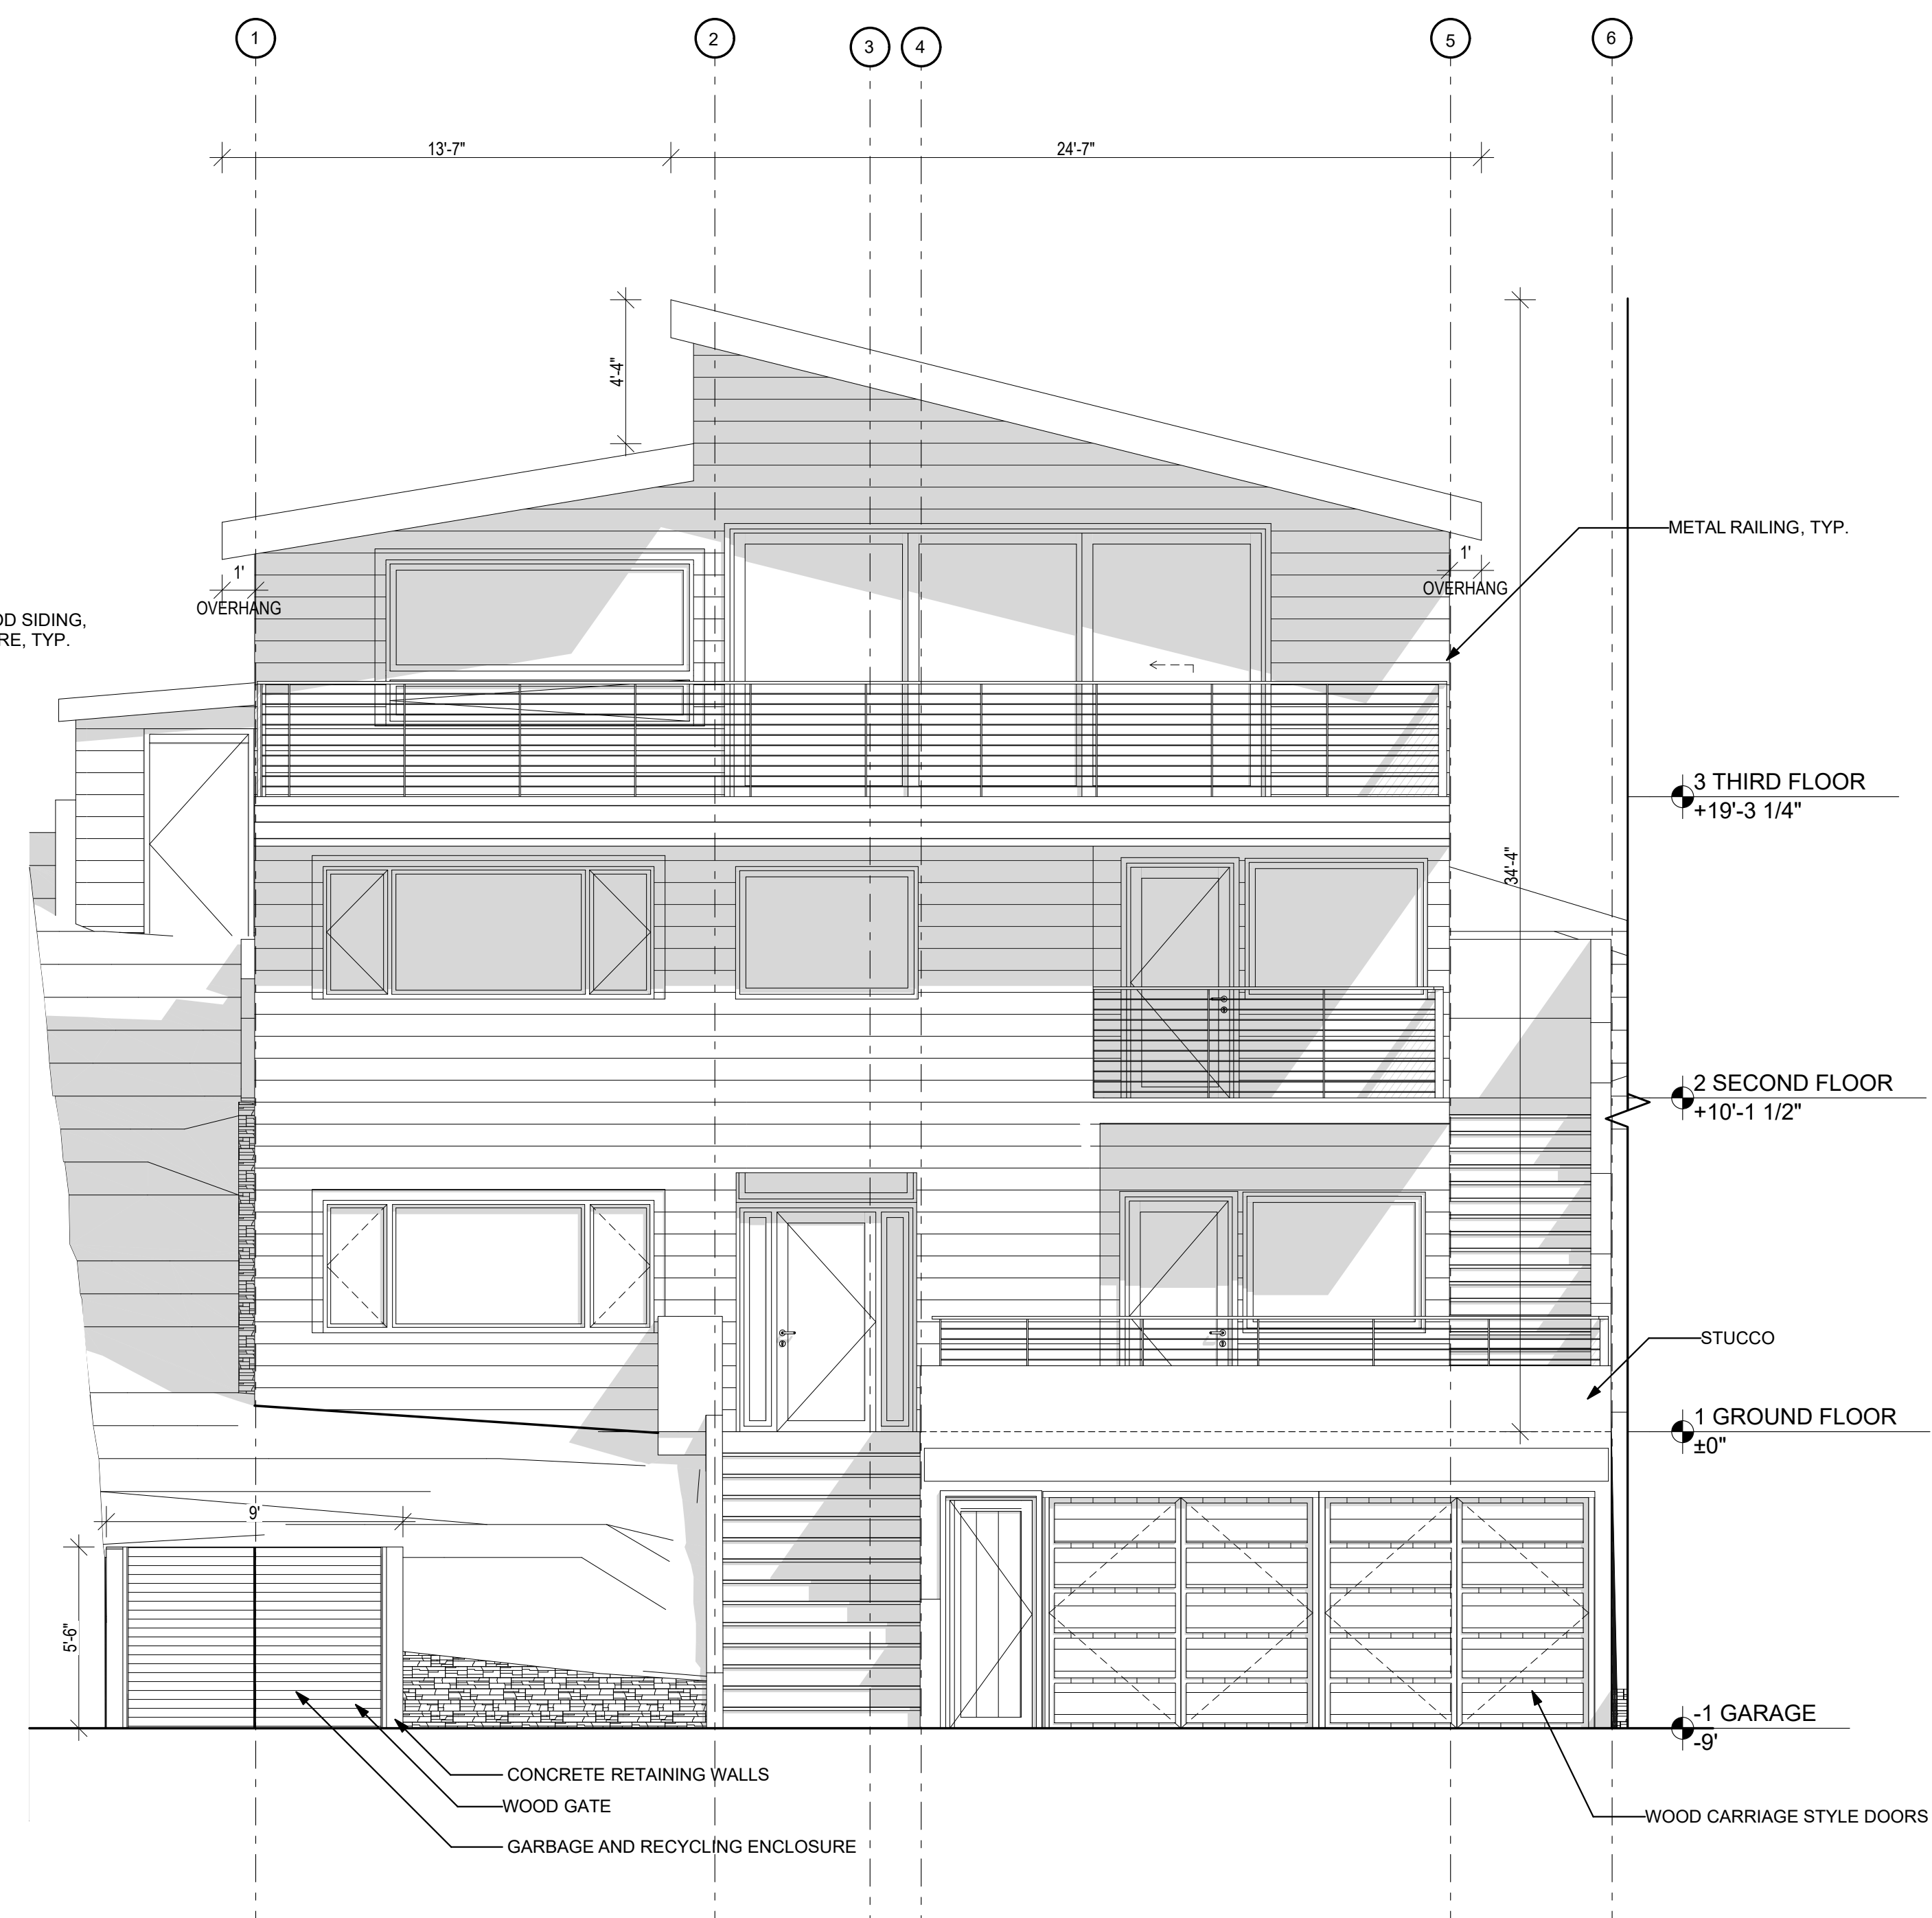 1
2
3
4
5
6
13'-7"
24'-7"
4'-4"
METAL RAILING, TYP.
1'
OVERHANG
1'
OVERHANG
OD SIDING,
RE, TYP.
3 THIRD FLOOR
+19'-3 1/4"
34'-4"
2 SECOND FLOOR
+10'-1 1/2"
STUCCO
1 GROUND FLOOR
±0"
9'
5'-6"
-1 GARAGE
-9'
CONCRETE RETAINING WALLS
WOOD GATE
WOOD CARRIAGE STYLE DOORS
GARBAGE AND RECYCLING ENCLOSURE